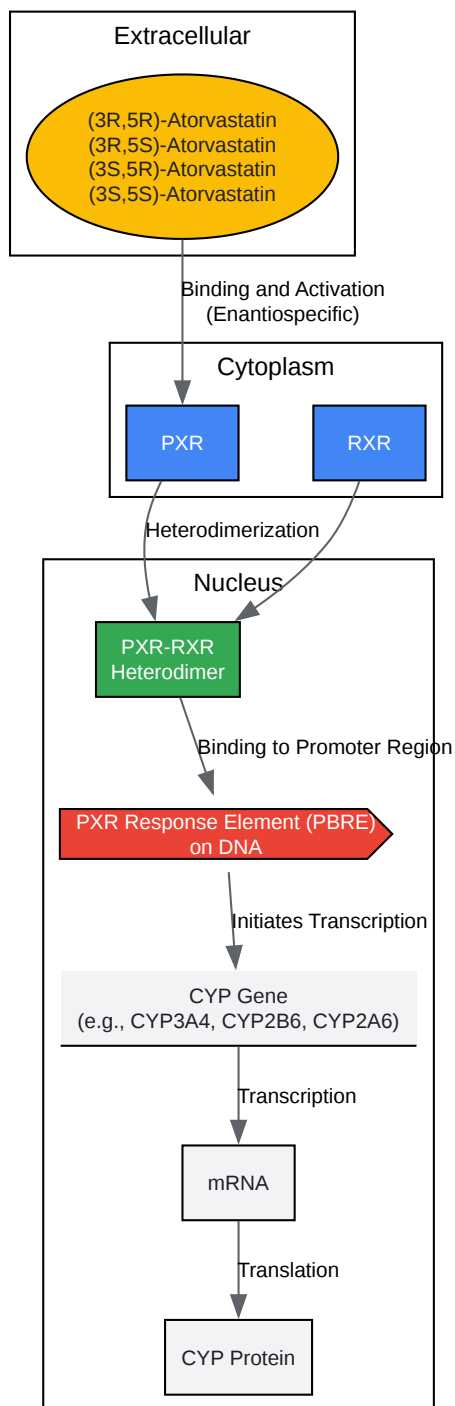 Extracellular
(3R,5R)-Atorvastatin
(3R,5S)-Atorvastatin
(3S,5R)-Atorvastatin
(3S,5S)-Atorvastatin
Binding and Activation
(Enantiospecific)
Cytoplasm
PXR
RXR
Heterodimerization
Nucleus
PXR-RXR
Heterodimer
Binding to Promoter Region
PXR Response Element (PBRE)
on DNA
Initiates Transcription
CYP Gene
(e.g., CYP3A4, CYP2B6, CYP2A6)
Transcription
mRNA
Translation
CYP Protein